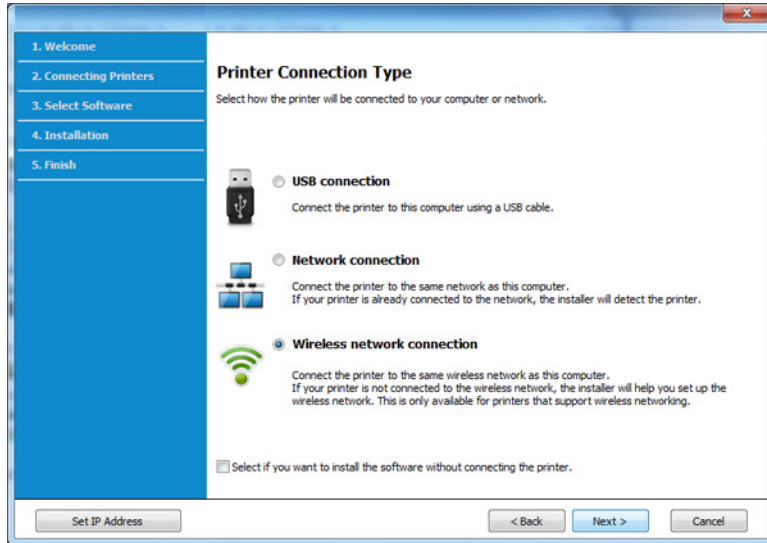 1. Welcome
2. Connecting Printers
3. Select Software
4. Installation
5. Finish
Printer Connection Type
Select how the printer will be connected to your computer or network.
USB connection
Connect the printer to this computer using a USB cable.
Network connection
Connect the printer to the same network as this computer.
If your printer is already connected to the network, the installer will detect the printer.
Wireless network connection
Connect the printer to the same wireless network as this computer.
If your printer is not connected to the wireless network, the installer will help you set up the
wireless network. This is only available for printers that support wireless networking.
Select if you want to install the software without connecting the printer.
Set IP Address
< Back
Next >
Cancel